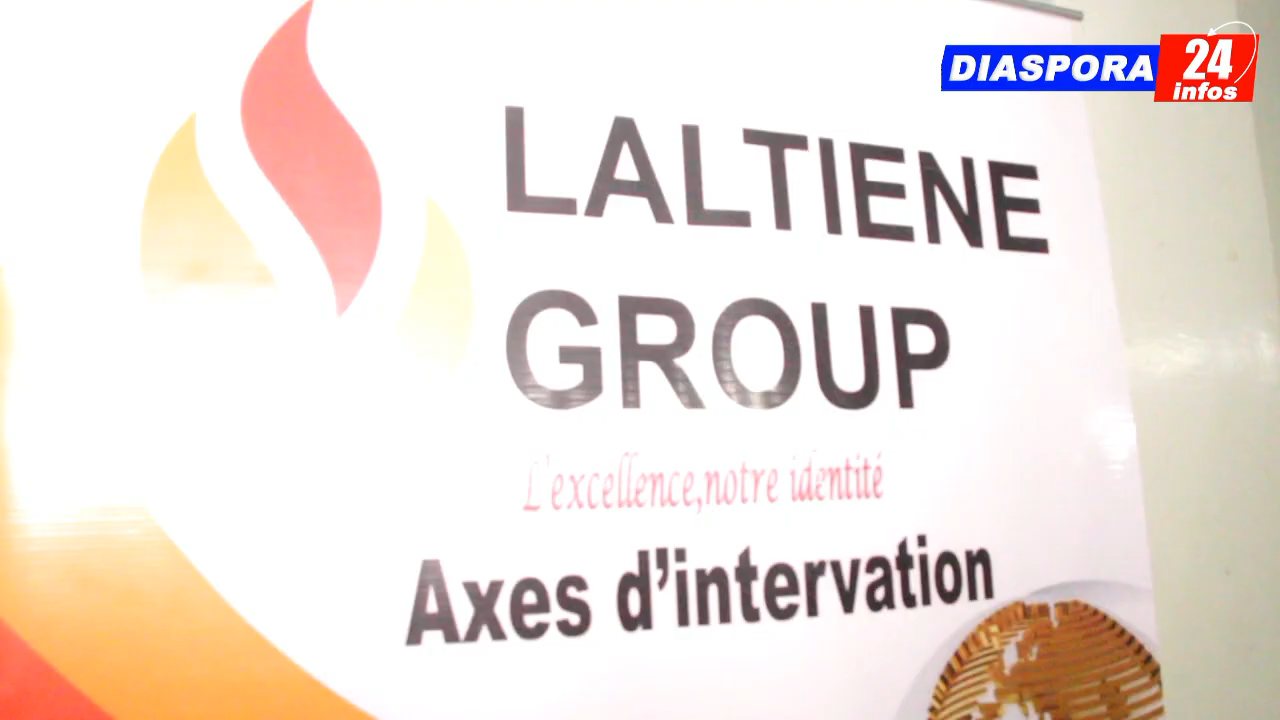 DIASPORA 24
infos
LALTIENE
GROUP
L'excellence,notre identité
Axes d'intervation